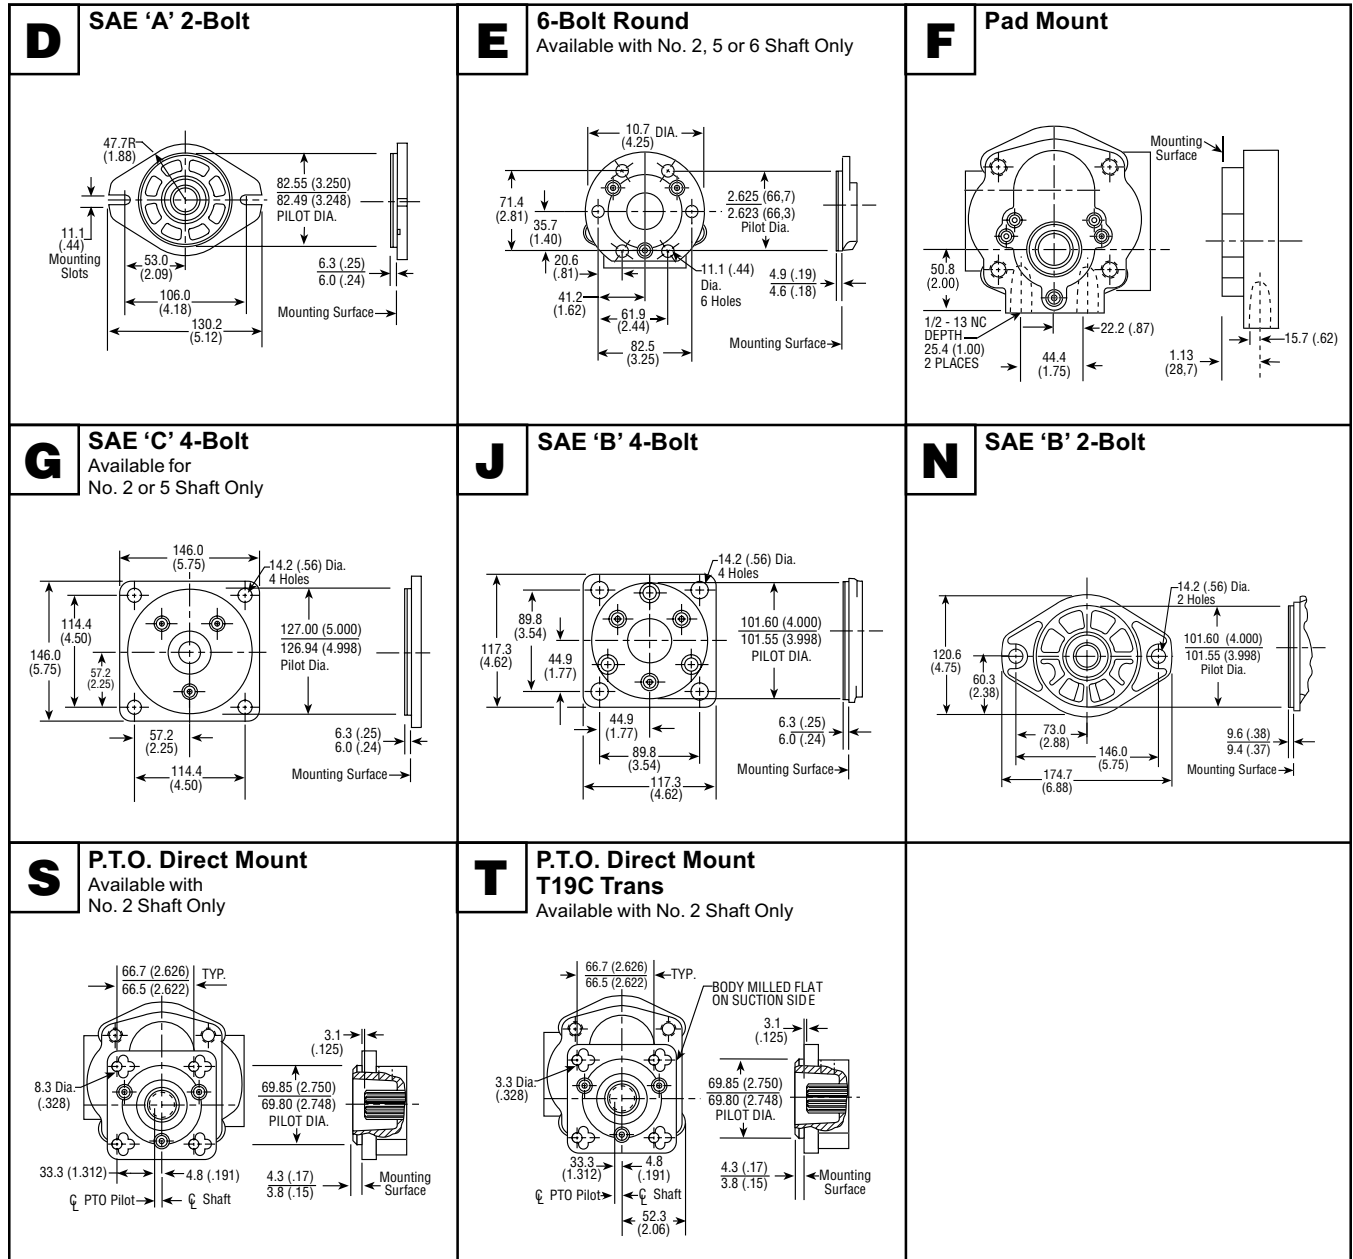 D
SAE ‘A’ 2-Bolt
47.7R
(1.88)
82.55 (3.250)
82.49 (3.248)
PILOT DIA.
11.1
(.44)
Mounting
Slots
53.0
(2.09)
6.3 (.25)
6.0 (.24)
106.0
(4.18)
Mounting Surface
130.2
(5.12)
E
6-Bolt Round
Available with No. 2, 5 or 6 Shaft Only
10.7 DIA.
(4.25)
71.4
(2.81)
35.7
(1.40)
2.625 (66,7)
2.623 (66,3)
Pilot Dia.
20.6
(.81)
11.1 (.44)
Dia.
6 Holes
4.9 (.19)
4.6 (.18)
41.2
(1.62)
61.9
(2.44)
82.5
(3.25)
Mounting Surface
F
Pad Mount
Mounting
Surface
50.8
(2.00)
1/2 - 13 NC
DEPTH
25.4 (1.00)
2 PLACES
22.2 (.87)
44.4
(1.75)
15.7 (.62)
1.13
(28,7)
G
SAE ‘C’ 4-Bolt
Available for
No. 2 or 5 Shaft Only
146.0
(5.75)
14.2 (.56) Dia.
4 Holes
114.4
(4.50)
146.0
(5.75)
57.2
(2.25)
127.00 (5.000)
126.94 (4.998)
Pilot Dia.
57.2
(2.25)
6.3 (.25)
6.0 (.24)
114.4
(4.50)
Mounting Surface
J
SAE ‘B’ 4-Bolt
14.2 (.56) Dia.
4 Holes
89.8
(3.54)
117.3
(4.62)
44.9
(1.77)
101.60 (4.000)
101.55 (3.998)
PILOT DIA.
44.9
(1.77)
6.3 (.25)
6.0 (.24)
89.8
(3.54)
Mounting Surface
117.3
(4.62)
N
SAE ‘B’ 2-Bolt
14.2 (.56) Dia.
2 Holes
120.6
(4.75)
60.3
(2.38)
101.60 (4.000)
101.55 (3.998)
Pilot Dia.
73.0
(2.88)
146.0
(5.75)
9.6 (.38)
9.4 (.37)
Mounting Surface
174.7
(6.88)
S
P.T.O. Direct Mount
Available with
No. 2 Shaft Only
66.7 (2.626) TYP.
66.5 (2.622)
3.1
(.125)
8.3 Dia.
(.328)
69.85 (2.750)
69.80 (2.748)
PILOT DIA.
33.3 (1.312)
4.8 (.191)
4.3 (.17)
3.8 (.15)
Mounting
Surface
℄ PTO Pilot
℄ Shaft
T
P.T.O. Direct Mount
T19C Trans
Available with No. 2 Shaft Only
66.7 (2.626) TYP.
66.5 (2.622)
BODY MILLED FLAT
ON SUCTION SIDE
3.1
(.125)
3.3 Dia.
(.328)
69.85 (2.750)
69.80 (2.748)
PILOT DIA.
33.3
(1.312)
4.8
(.191)
4.3 (.17)
3.8 (.15)
Mounting
Surface
℄ PTO Pilot
℄ Shaft
52.3
(2.06)